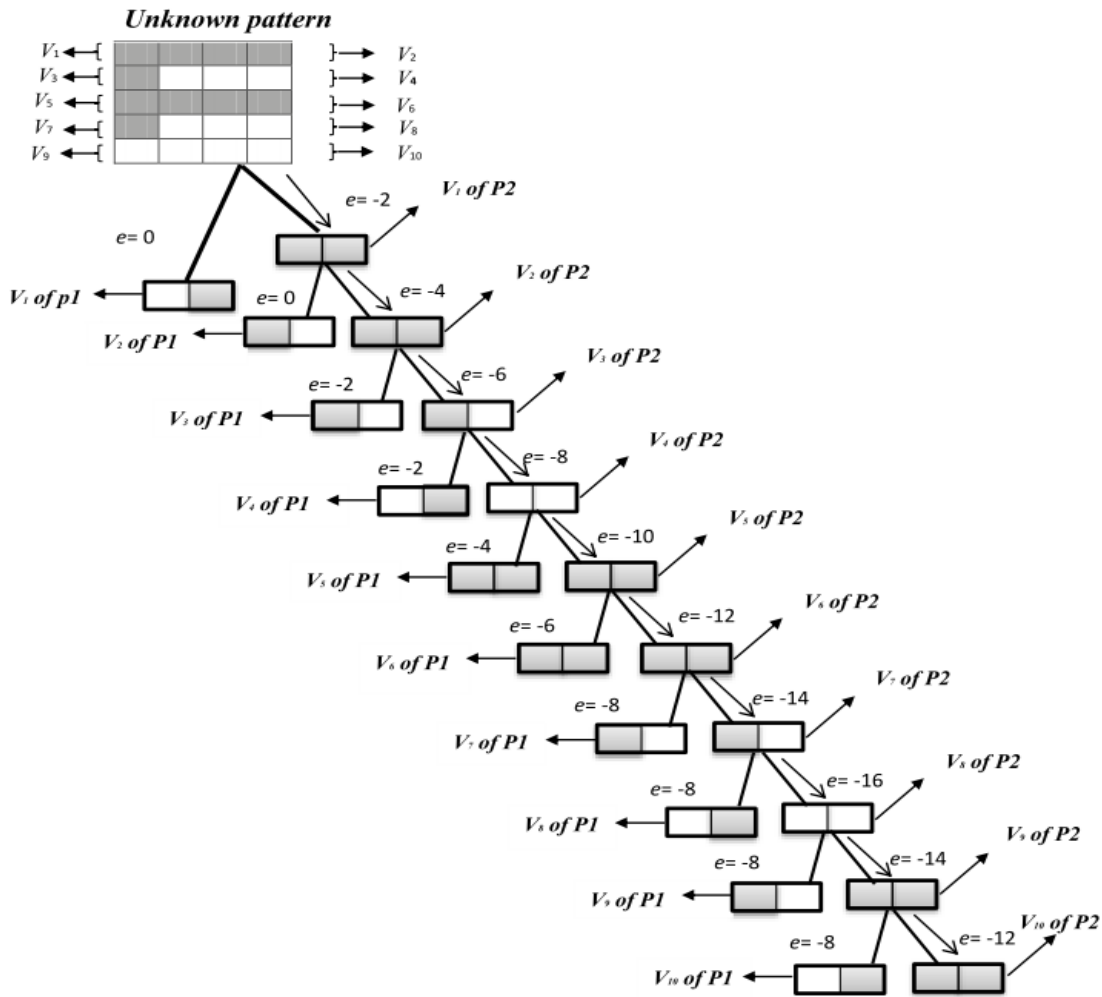 Unknown pattern
V₁ V₂
V₃ V₄
V₅ V₆
V₇ V₈
V₉ V₁₀
e= 0 e= -2 V₁ of P2
V₁ of p1
e= 0 e= -4 V₂ of P2
V₂ of P1
e= -2 e= -6 V₃ of P2
V₃ of P1
e= -2 e= -8 V₄ of P2
V₄ of P1
e= -4 e= -10 V₅ of P2
V₅ of P1
e= -6 e= -12 V₆ of P2
V₆ of P1
e= -8 e= -14 V₇ of P2
V₇ of P1
e= -8 e= -16 V₈ of P2
V₈ of P1
e= -8 e= -14 V₉ of P2
V₉ of P1
e= -8 e= -12 V₁₀ of P2
V₁₀ of P1